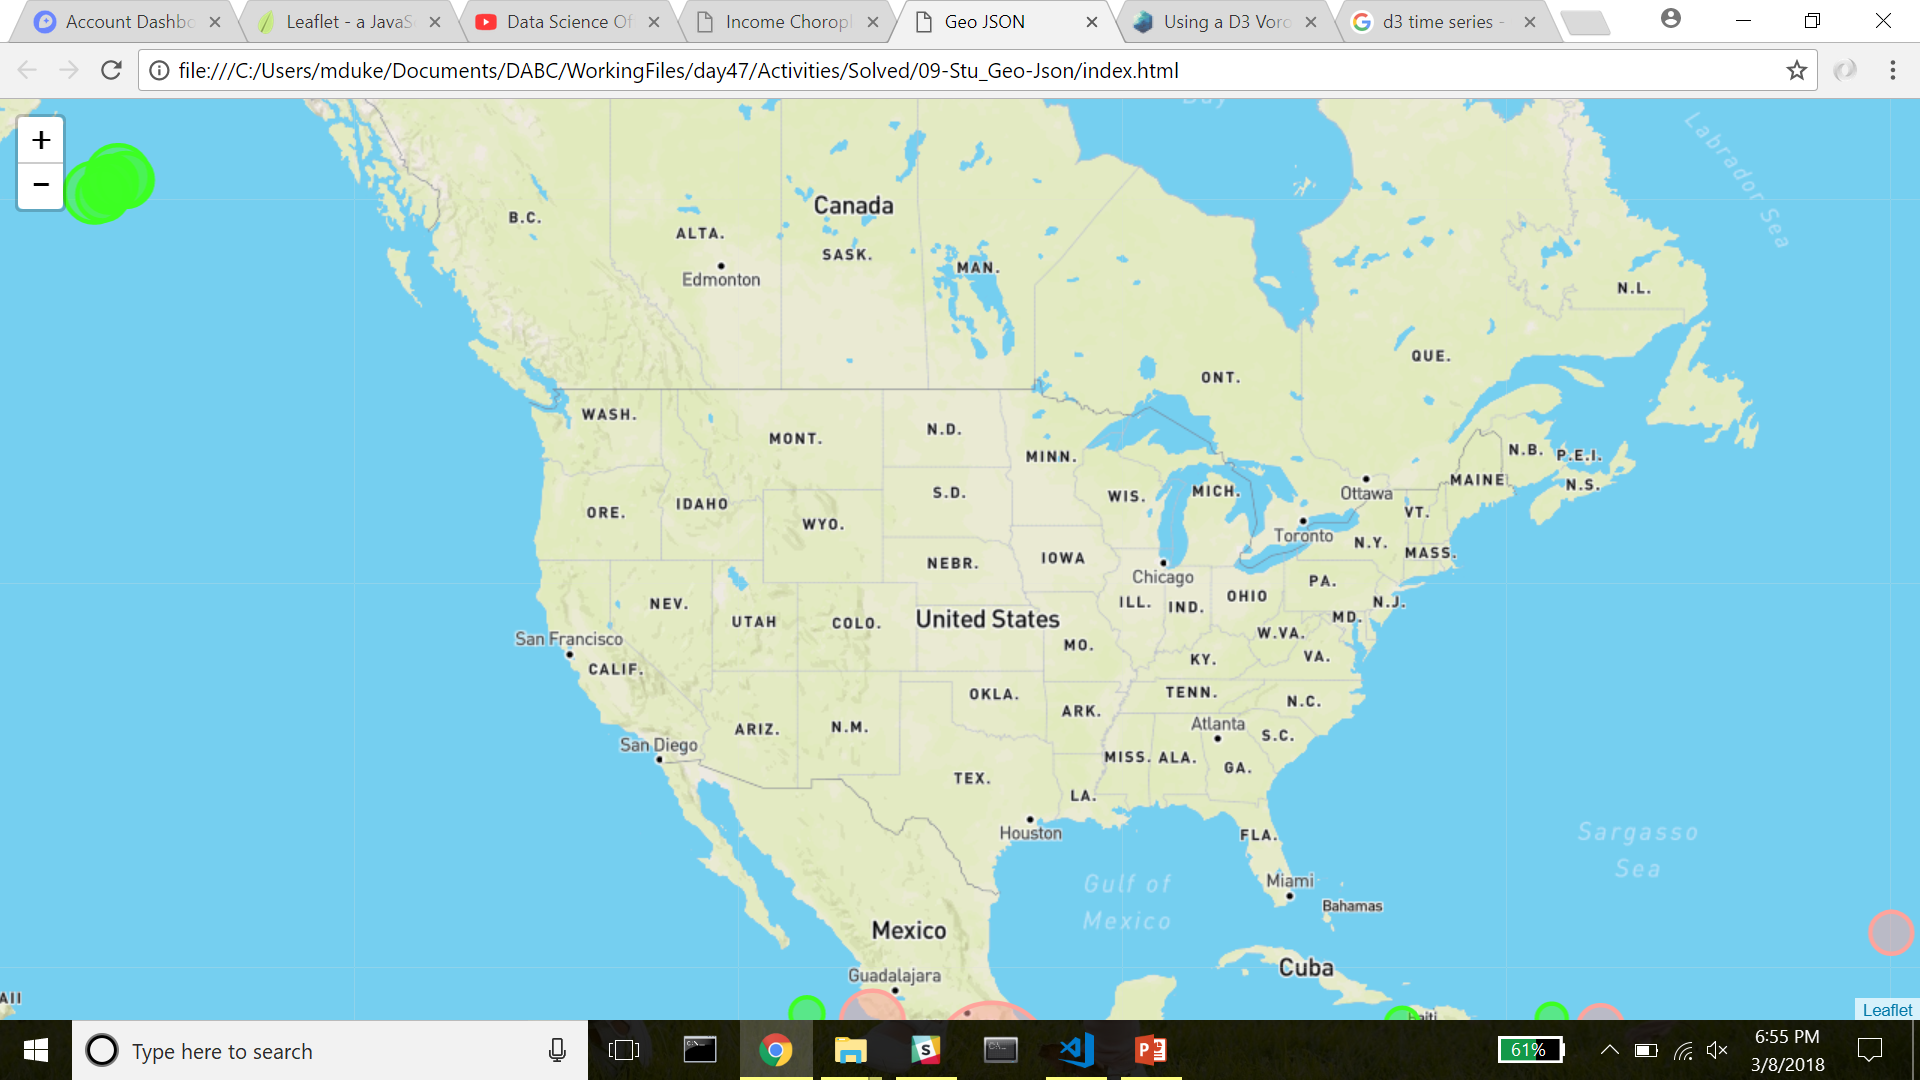 Account Dashbo
Leaflet - a JavaS
Data Science Of
Income Chorop
Geo JSON
Using a D3 Voro
d3 time series -
file:///C:/Users/mduke/Documents/DABC/WorkingFiles/day47/Activities/Solved/09-Stu_Geo-Json/index.html
+
−
Bay
Labrador Sea
Canada
B.C.
ALTA.
SASK.
MAN.
Edmonton
N.L.
QUE.
ONT.
WASH.
MONT.
N.D.
MINN.
N.B.
P.E.I.
MAINE
N.S.
ORE.
IDAHO
S.D.
WIS.
MICH.
Ottawa
VT.
WYO.
Toronto
N.Y.
MASS.
NEBR.
IOWA
Chicago
PA.
NEV.
UTAH
COLO.
United States
ILL.
IND.
OHIO
N.J.
MD.
San Francisco
CALIF.
MO.
W.VA.
KY.
VA.
OKLA.
TENN.
N.C.
ARIZ.
N.M.
ARK.
Atlanta
S.C.
San Diego
MISS.
ALA.
GA.
TEX.
LA.
Houston
FLA.
Sargasso
Sea
Gulf of
Mexico
Miami
Bahamas
Mexico
Guadalajara
Cuba
AII
Haiti
Leaflet
Type here to search
61%
6:55 PM
3/8/2018